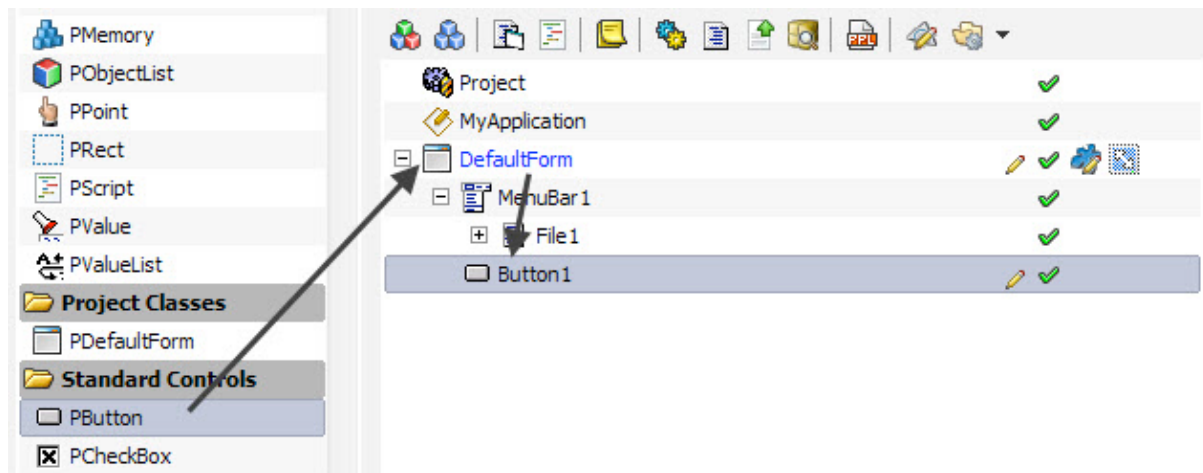 PMemory
PObjectList
PPoint
PRect
PScript
PValue
PValueList
Project Classes
PDefaultForm
Standard Controls
PButton
PCheckBox
PPL
Project
MyApplication
DefaultForm
MenuBar1
File1
Button1